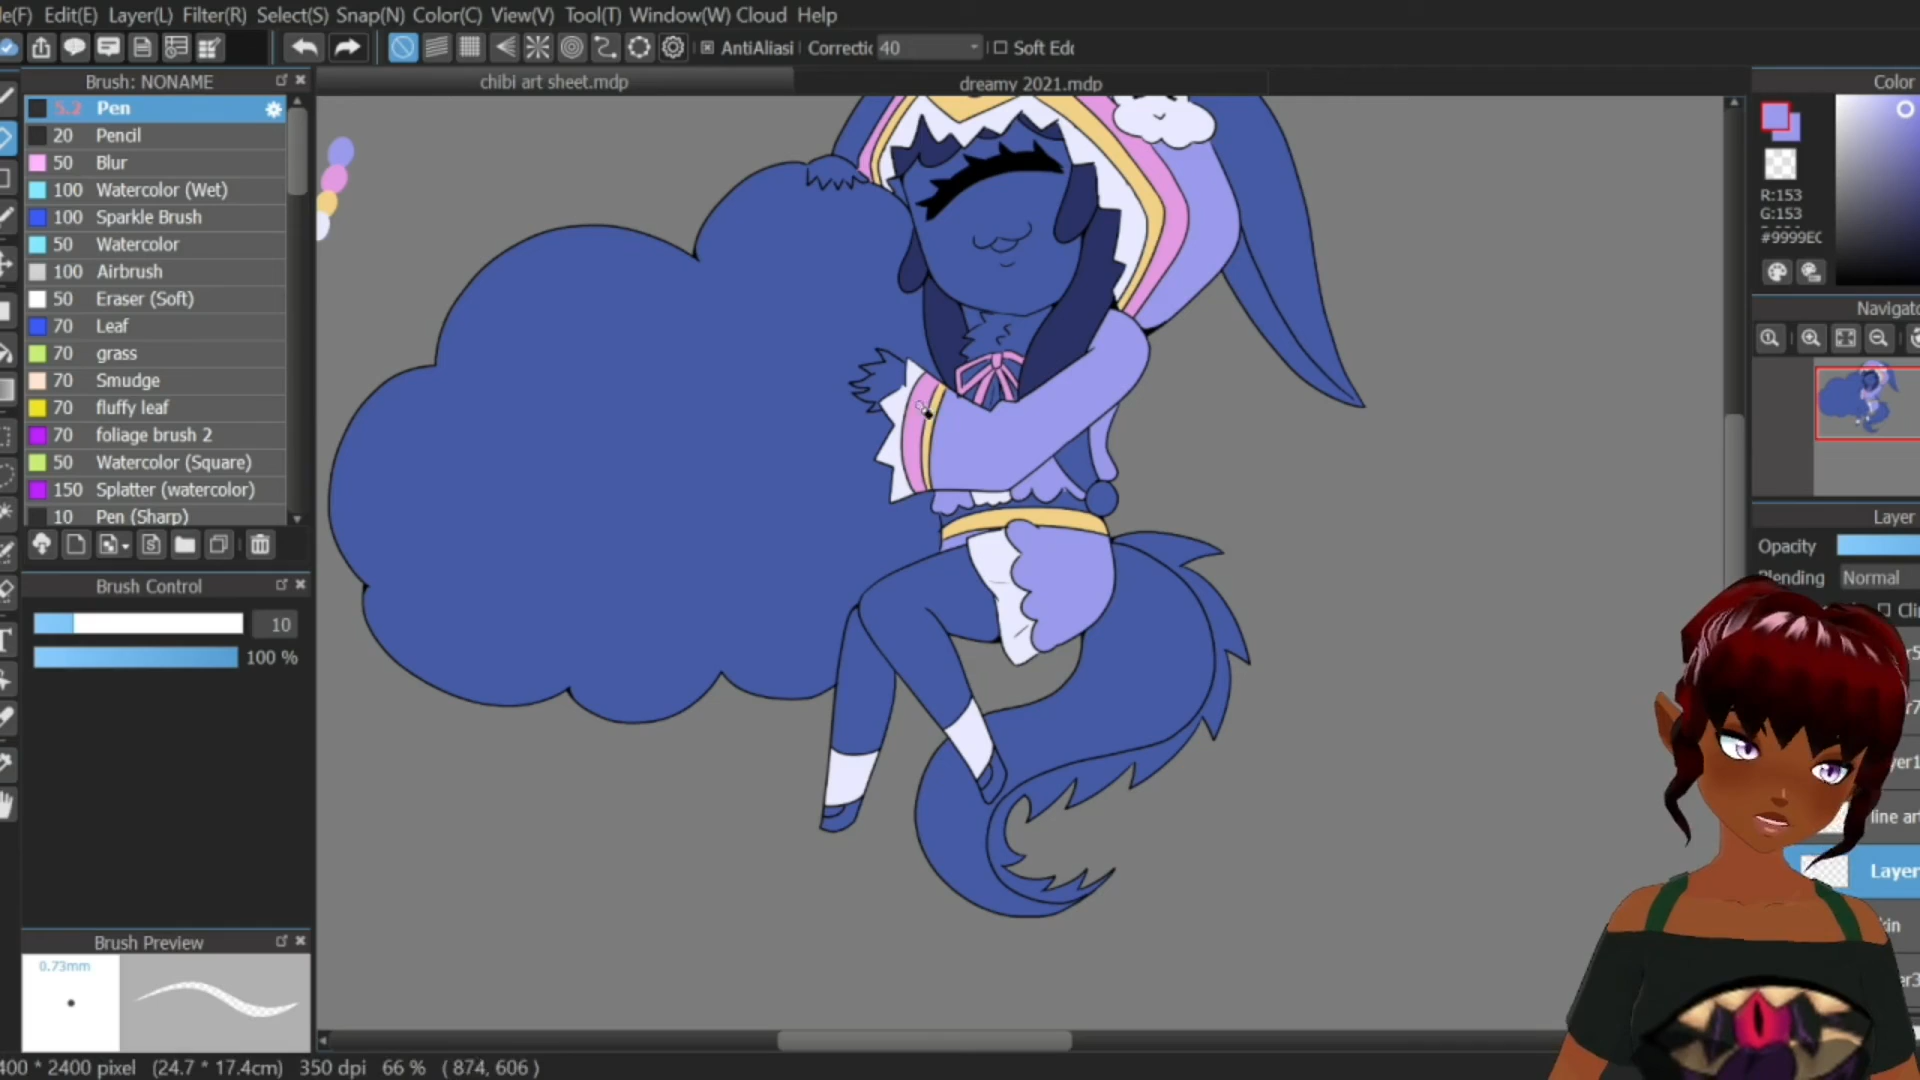 Edit(E) Layer(L) Filter(R) Select(S) Snap(N) Color(C) View(V) Tool(T) Window(W) Cloud Help
AntiAliasi Correctic 40 Soft Edg
Brush: NONAME
chibi art sheet.mdp
dreamy 2021.mdp
Color
5.2 Pen
20 Pencil
50 Blur
100 Watercolor (Wet)
100 Sparkle Brush
50 Watercolor
100 Airbrush
50 Eraser (Soft)
70 Leaf
70 grass
70 Smudge
70 fluffy leaf
70 foliage brush 2
50 Watercolor (Square)
150 Splatter (watercolor)
10 Pen (Sharp)
R:153
G:153
#9999EC
Navigato
Layer
Opacity
Blending Normal
Clip
line ar
Layer
Brush Control
10
100 %
Brush Preview
0.73mm
400 * 2400 pixel (24.7 * 17.4cm) 350 dpi 66 % ( 874, 606 )